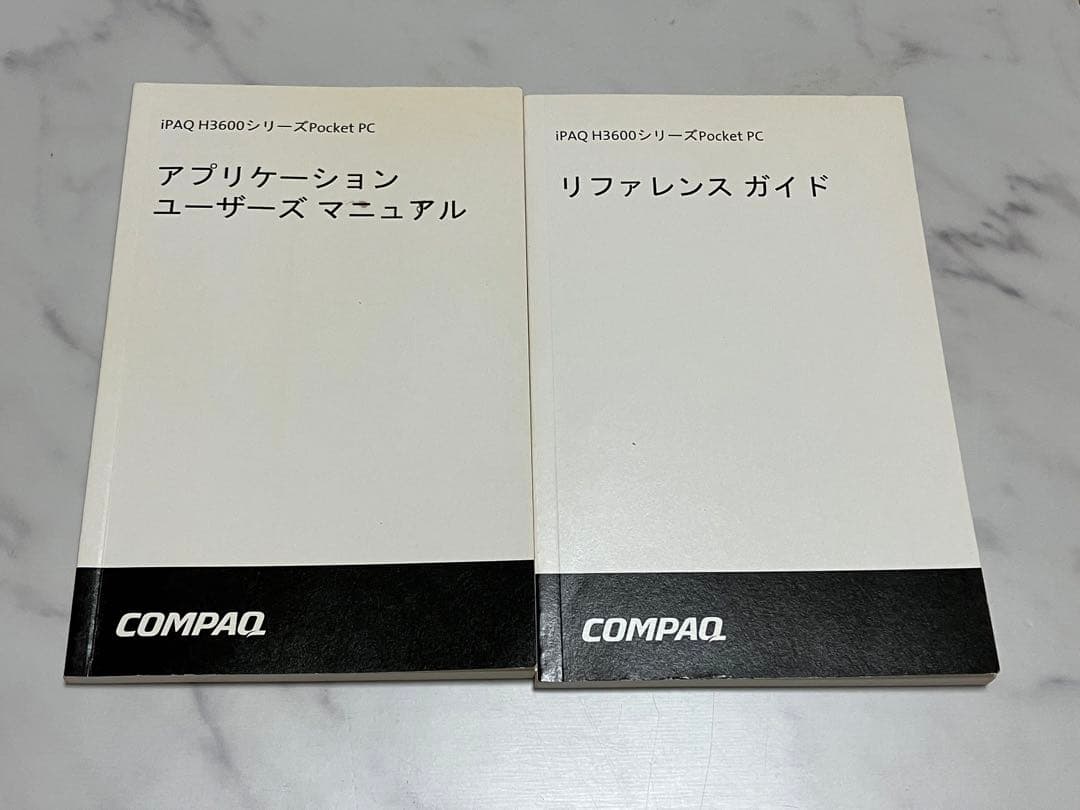 iPAQ H3600シリーズPocket PC
アプリケーション
ユーザーズ マニュアル
COMPAQ
iPAQ H3600シリーズPocket PC
リファレンス ガイド
COMPAQ